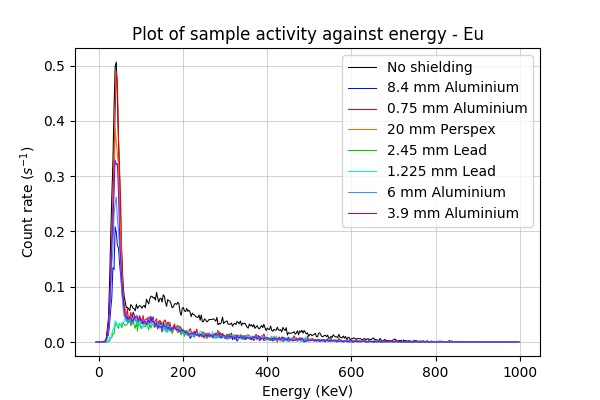 Plot of sample activity against energy - Eu
Count rate (s⁻¹)
0.5
0.4
0.3
0.2
0.1
0.0
No shielding
8.4 mm Aluminium
0.75 mm Aluminium
20 mm Perspex
2.45 mm Lead
1.225 mm Lead
6 mm Aluminium
3.9 mm Aluminium
0 200 400 600 800 1000
Energy (KeV)